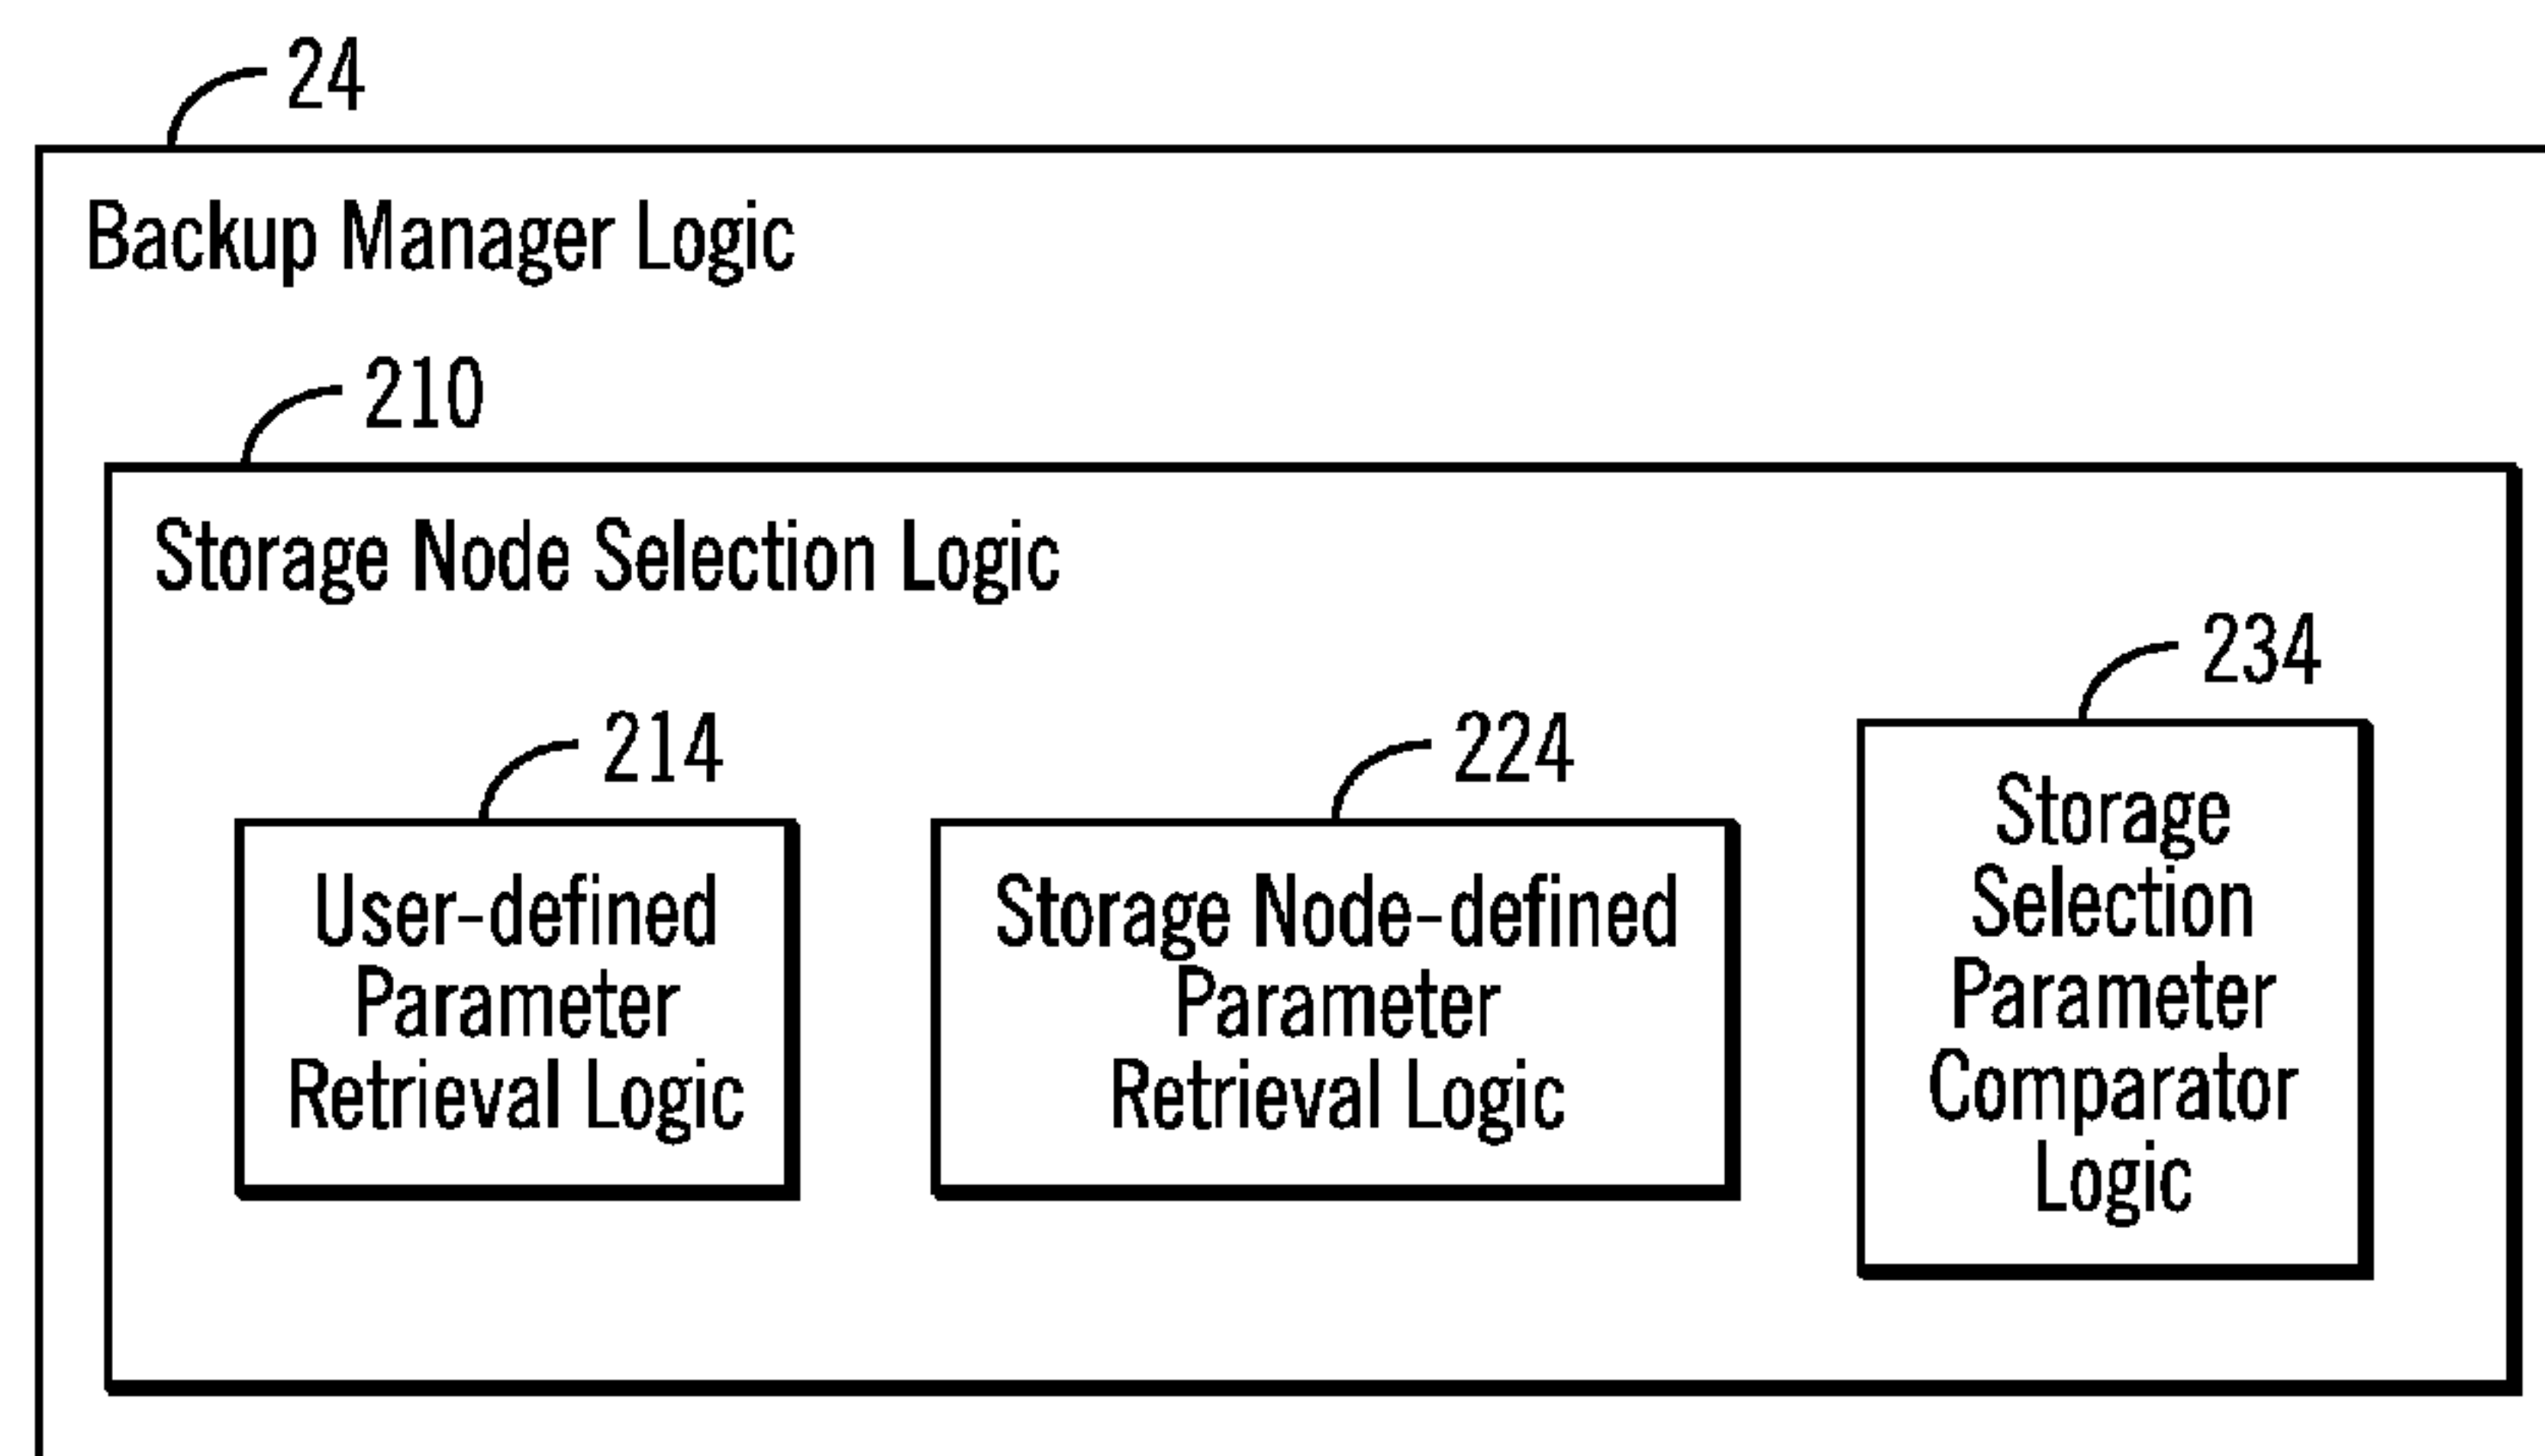 24
Backup Manager Logic
210
Storage Node Selection Logic
214
User-defined
Parameter
Retrieval Logic
224
Storage Node-defined
Parameter
Retrieval Logic
234
Storage
Selection
Parameter
Comparator
Logic